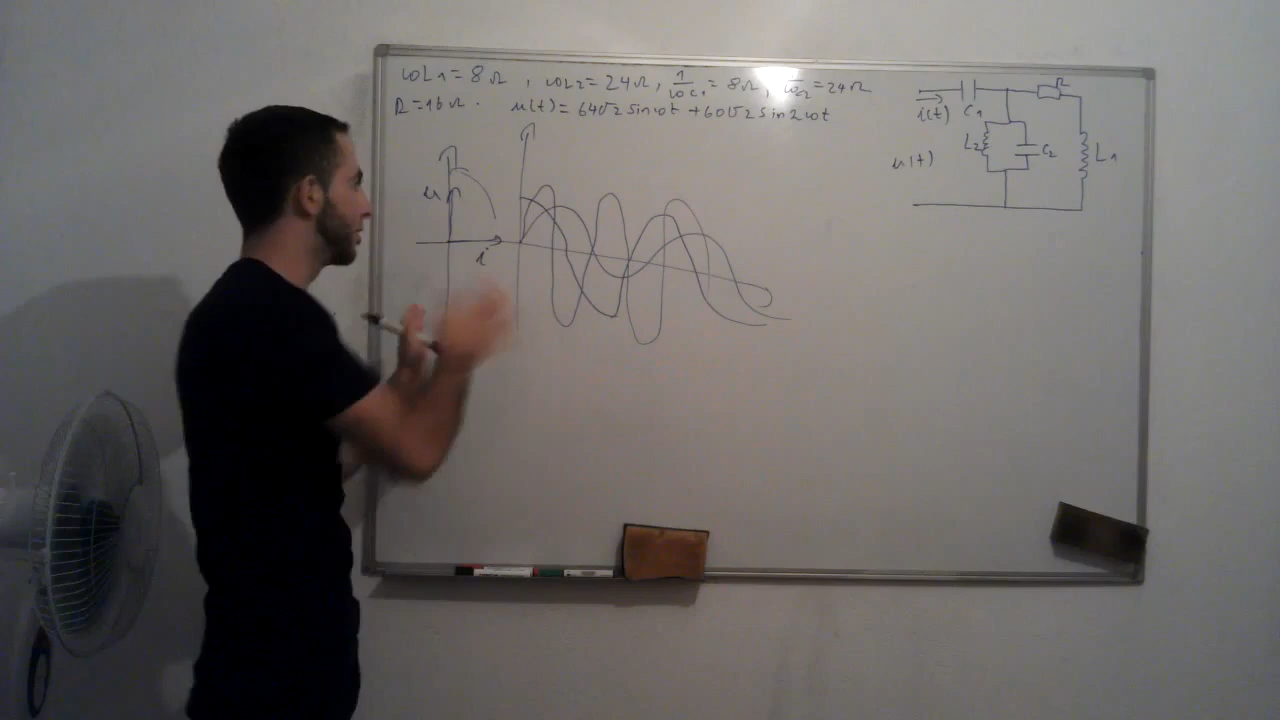 ωL1 = 8Ω , ωL2 = 24Ω , 1/ωC1 = 8Ω , 1/ωC2 = 24Ω
R = 16Ω . u(t) = 64√2 sinωt + 60√2 sin2ωt
C1
R
i(t)
L2
C2
L1
u(t)
u
i